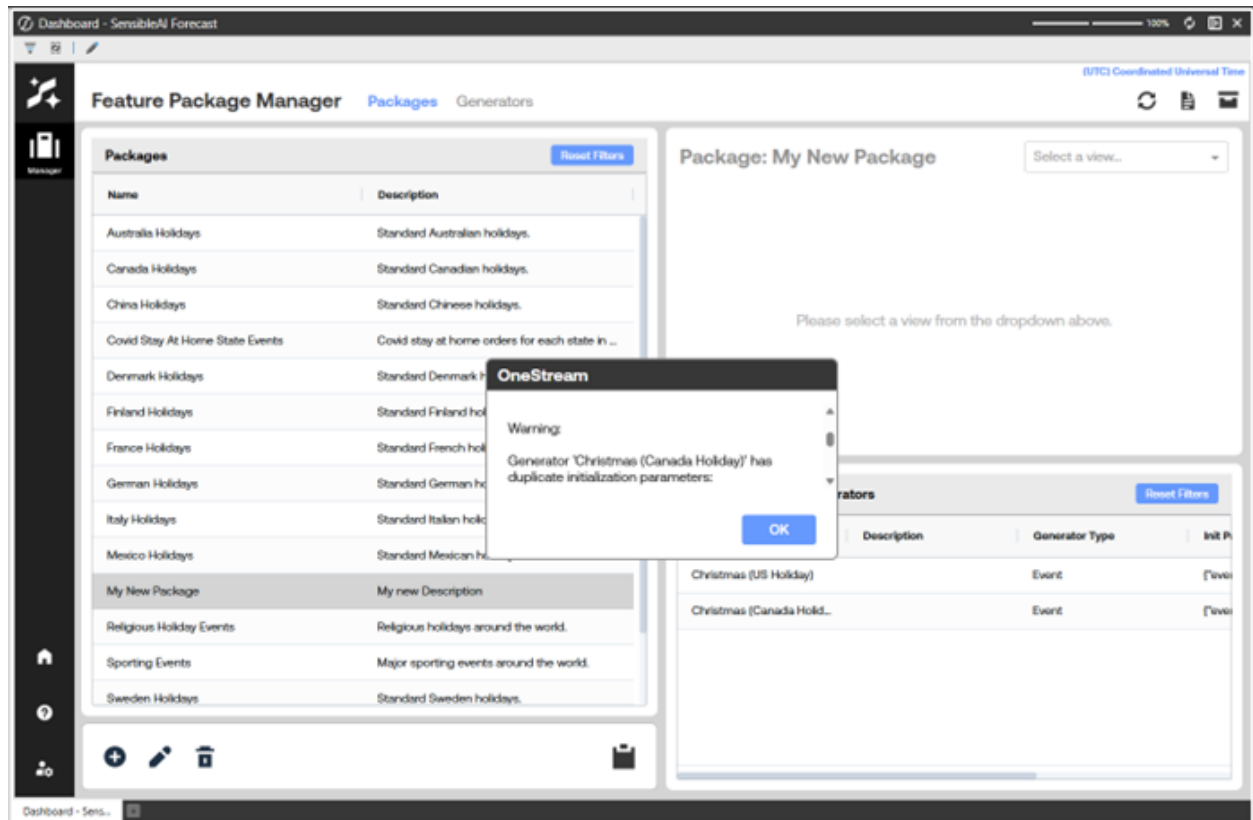 Dashboard - SensibleAI Forecast
100%
(UTC) Coordinated Universal Time
Feature Package Manager Packages Generators
Manager
Packages Reset Filters
Name Description
Australia Holidays Standard Australian holidays.
Canada Holidays Standard Canadian holidays.
China Holidays Standard Chinese holidays.
Covid Stay At Home State Events Covid stay at home orders for each state in ...
Denmark Holidays Standard Denmark h
Finland Holidays Standard Finland hol
France Holidays Standard French holi
German Holidays Standard German ho
Italy Holidays Standard Italian holid
Mexico Holidays Standard Mexican h
My New Package My new Description
Religious Holiday Events Religious holidays around the world.
Sporting Events Major sporting events around the world.
Sweden Holidays Standard Sweden holidays.
Package: My New Package Select a view...
Please select a view from the dropdown above.
OneStream
Warning:
Generator 'Christmas (Canada Holiday)' has
duplicate initialization parameters:
OK
rators Reset Filters
Description Generator Type Init P
Christmas (US Holiday) Event {"eve
Christmas (Canada Holid... Event {"eve
Dashboard - Sens...